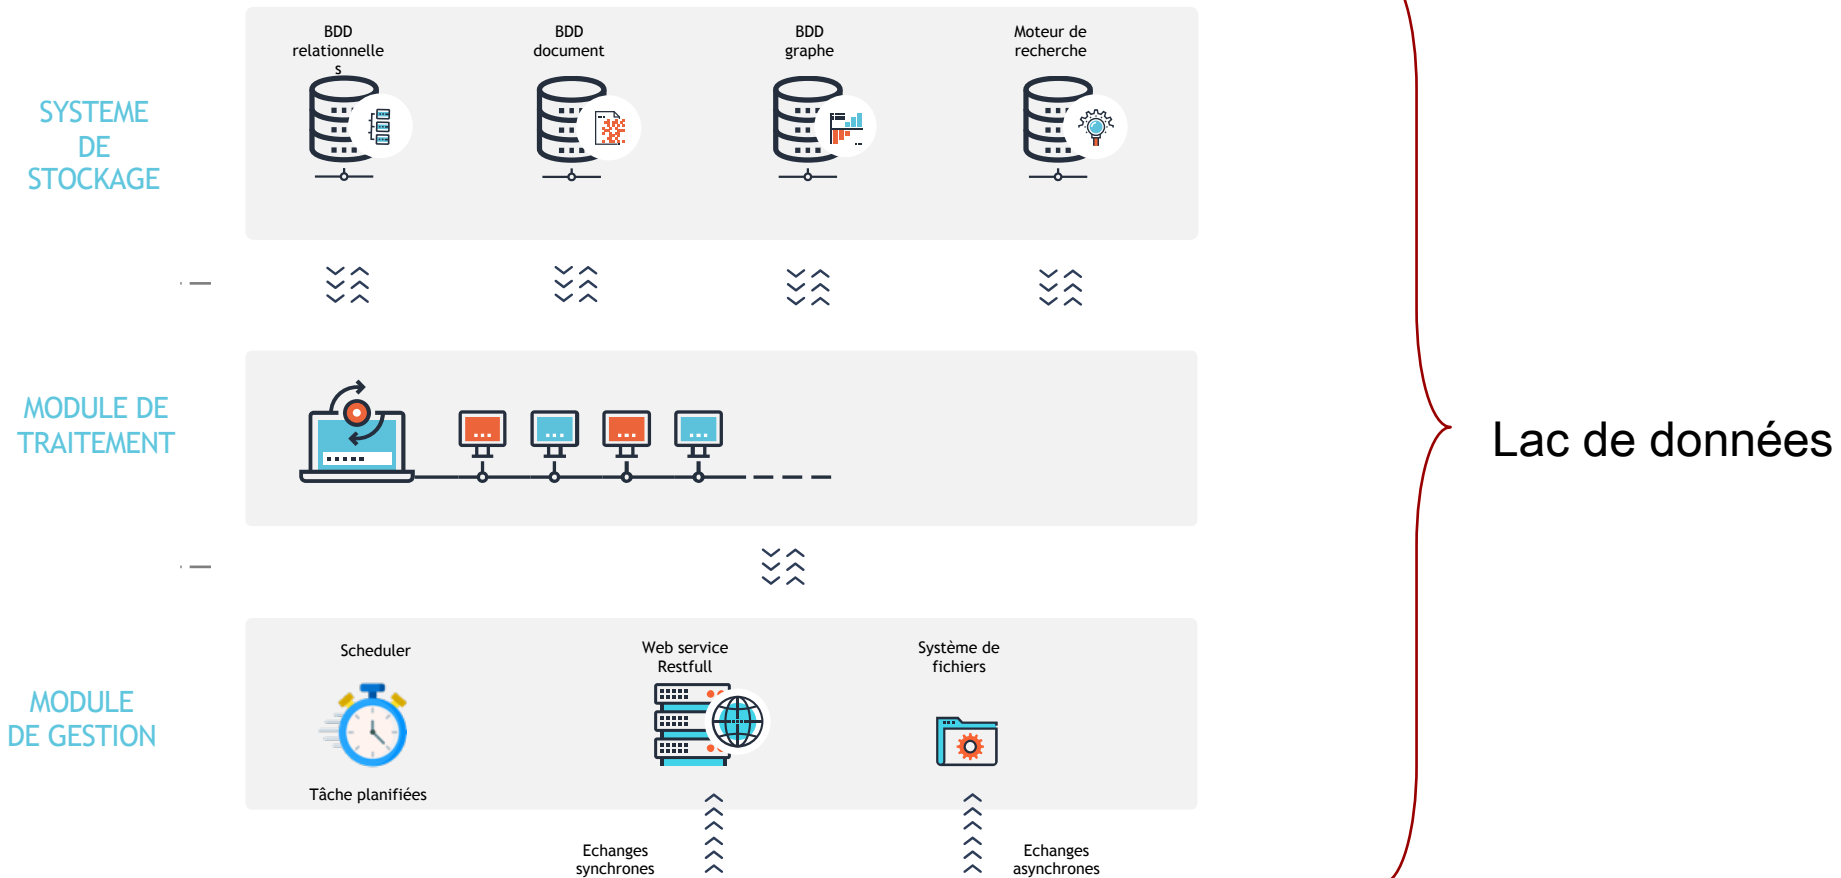 BDD
relationnelle
s
BDD
document
BDD
graphe
Moteur de
recherche
SYSTEME
DE
STOCKAGE
MODULE DE
TRAITEMENT
Lac de données
Scheduler
Web service
Restfull
Système de
fichiers
MODULE
DE GESTION
Tâche planifiées
Echanges
synchrones
Echanges
asynchrones